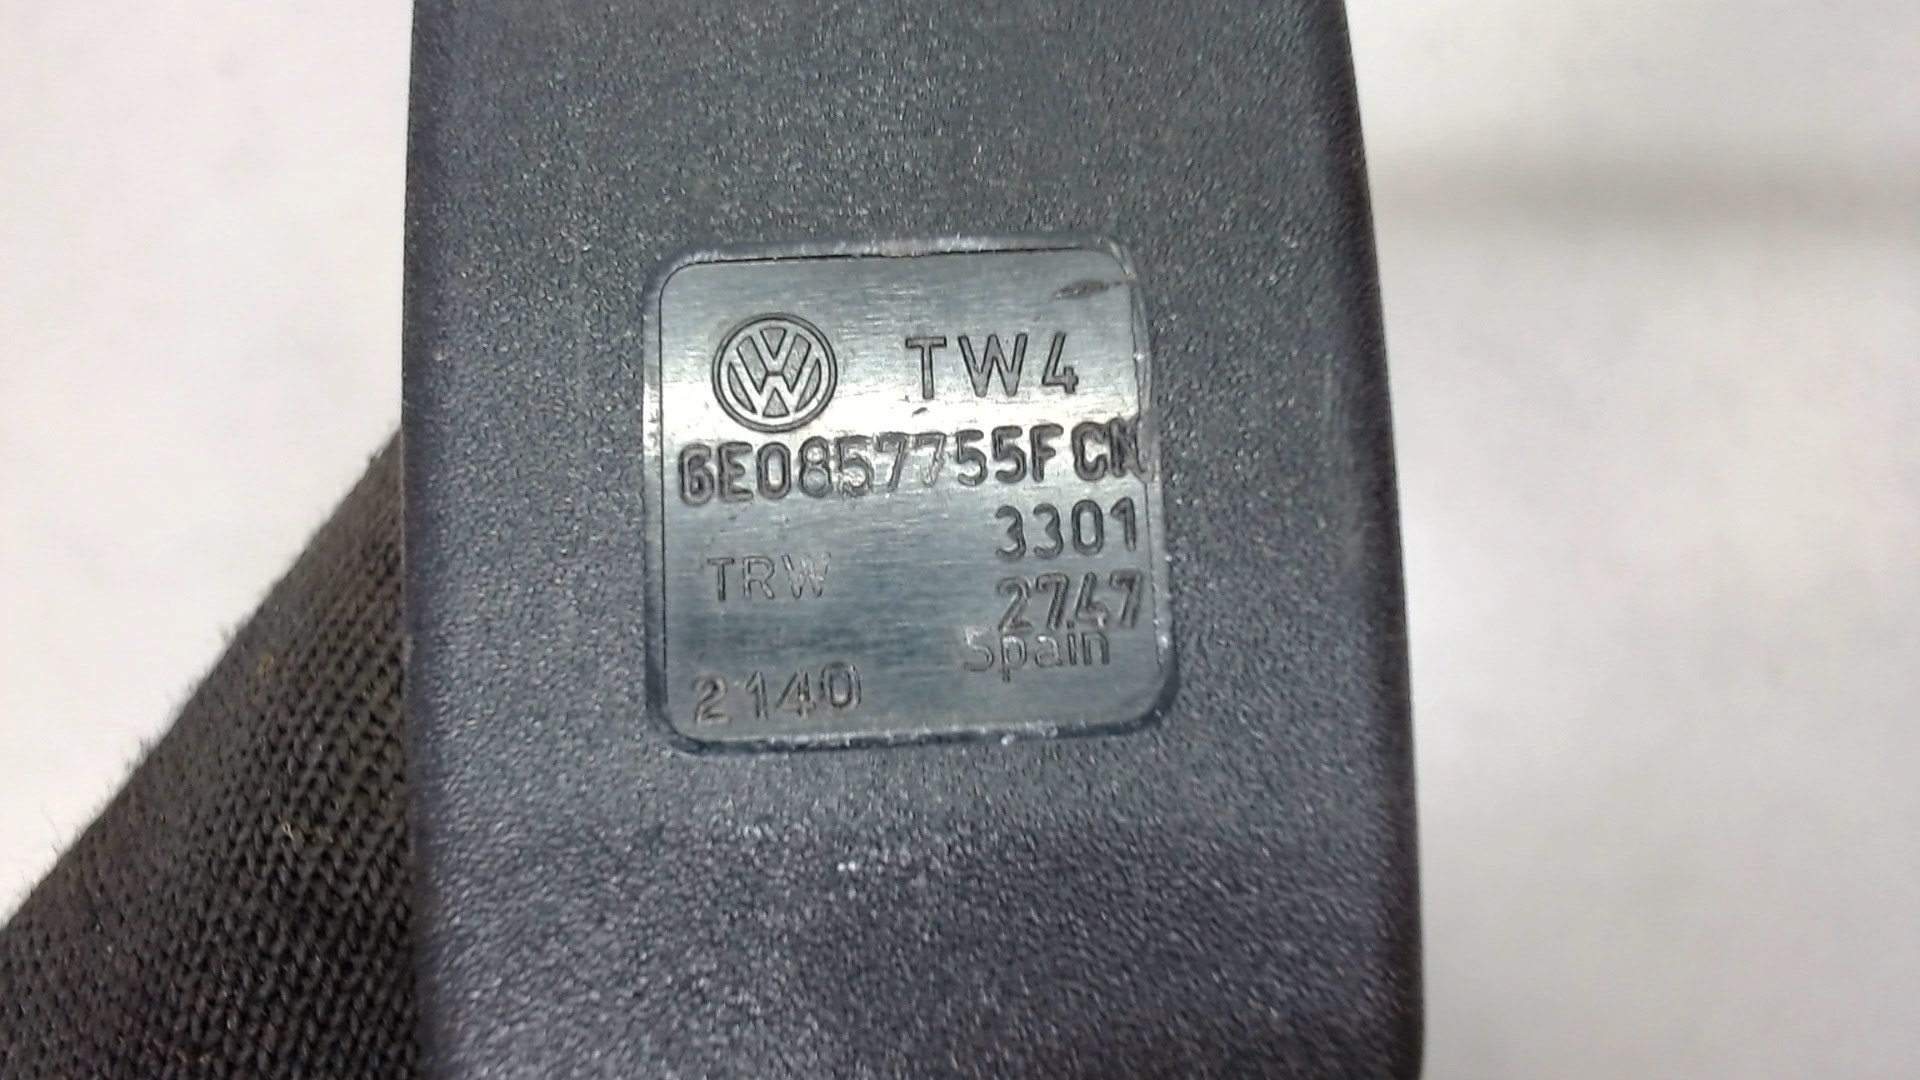 TW4
6E0857755F CN
3301
TRW
2747
Spain
2140